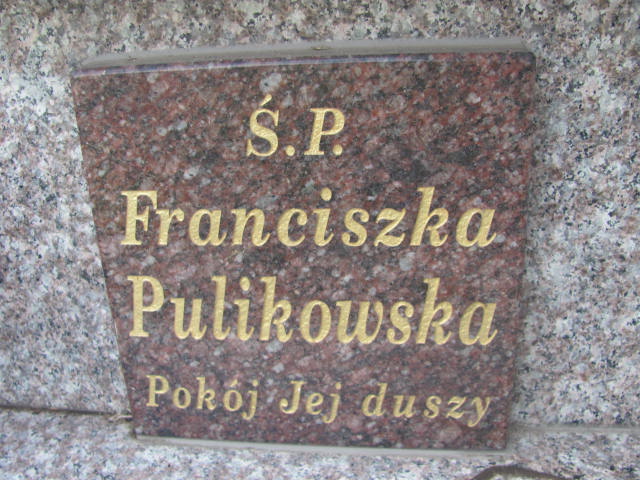 Ś.P.
Franciszka
Pulikowska
Pokój Jej duszy